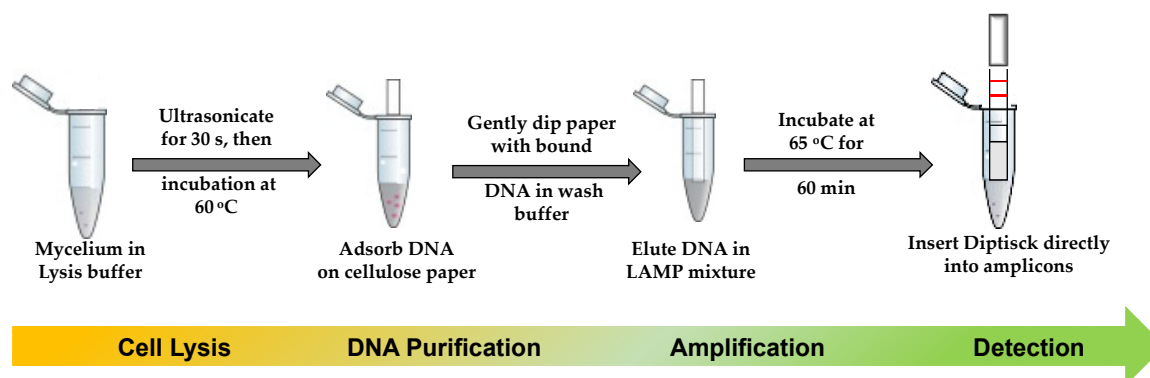 Ultrasonicate
for 30 s, then
incubation at
60 °C
Gently dip paper
with bound
DNA in wash
buffer
Incubate at
65 °C for
60 min
Mycelium in
Lysis buffer
Adsorb DNA
on cellulose paper
Elute DNA in
LAMP mixture
Insert Diptisck directly
into amplicons
Cell Lysis
DNA Purification
Amplification
Detection